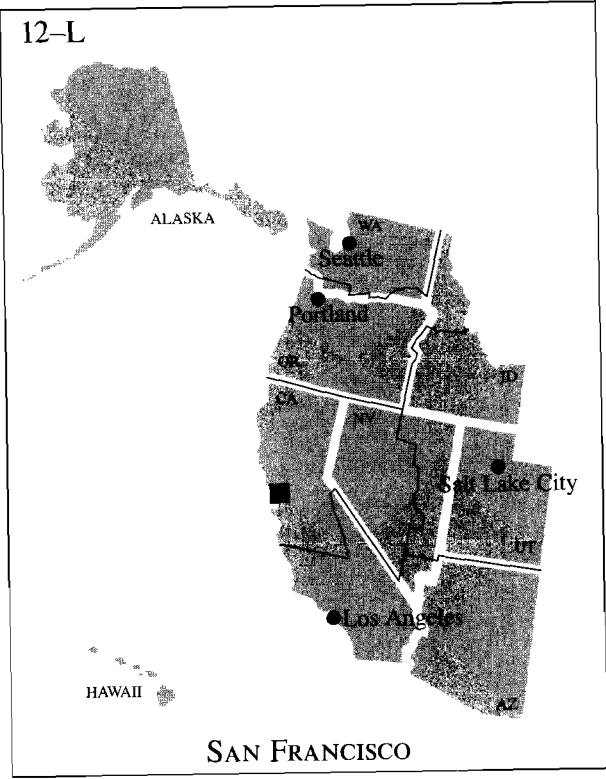 12–L
ALASKA
WA
Seattle
Portland
OR
ID
CA
NV
Salt Lake City
UT
Los Angeles
HAWAII
AZ
SAN FRANCISCO